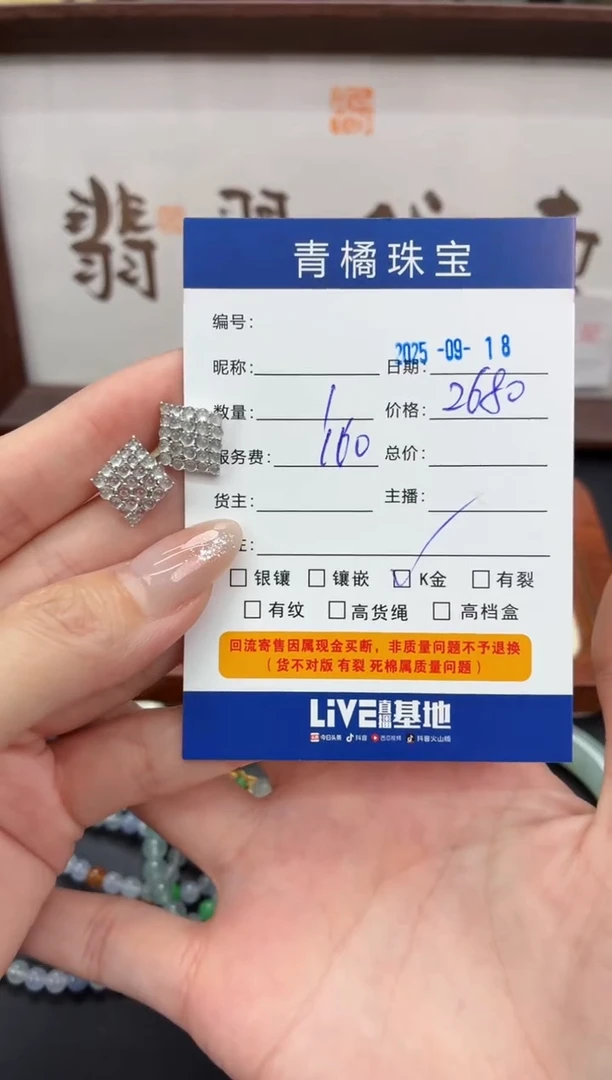 翡翠
青橘珠宝
编号:
昵称: 日期: 2025-09-18
数量: 1 价格: 2680
服务费: 160 总价:
货主: 主播:
注:
银镶 镶嵌 K金 有裂
有纹 高货绳 高档盒
回流寄售因属现金买断,非质量问题不予退换
(货不对版 有裂 死棉属质量问题)
LiVE直播基地
今日头条 抖音 西瓜视频 抖音火山版